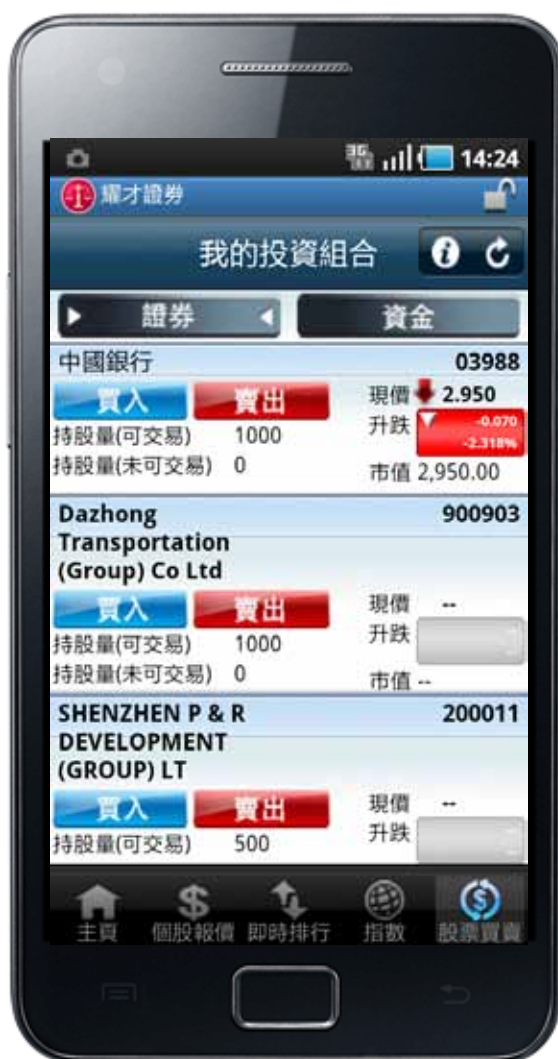 3G
14:24
耀才證券
我的投資組合
證券 資金
中國銀行 03988
買入 賣出 現價 2.950
持股量(可交易) 1000 升跌 -0.070
-2.318%
持股量(未可交易) 0 市值 2,950.00
Dazhong 900903
Transportation
(Group) Co Ltd
買入 賣出 現價 --
持股量(可交易) 1000 升跌
持股量(未可交易) 0 市值 --
SHENZHEN P & R 200011
DEVELOPMENT
(GROUP) LT
買入 賣出 現價 --
持股量(可交易) 500 升跌
主頁 個股報價 即時排行 指數 股票買賣